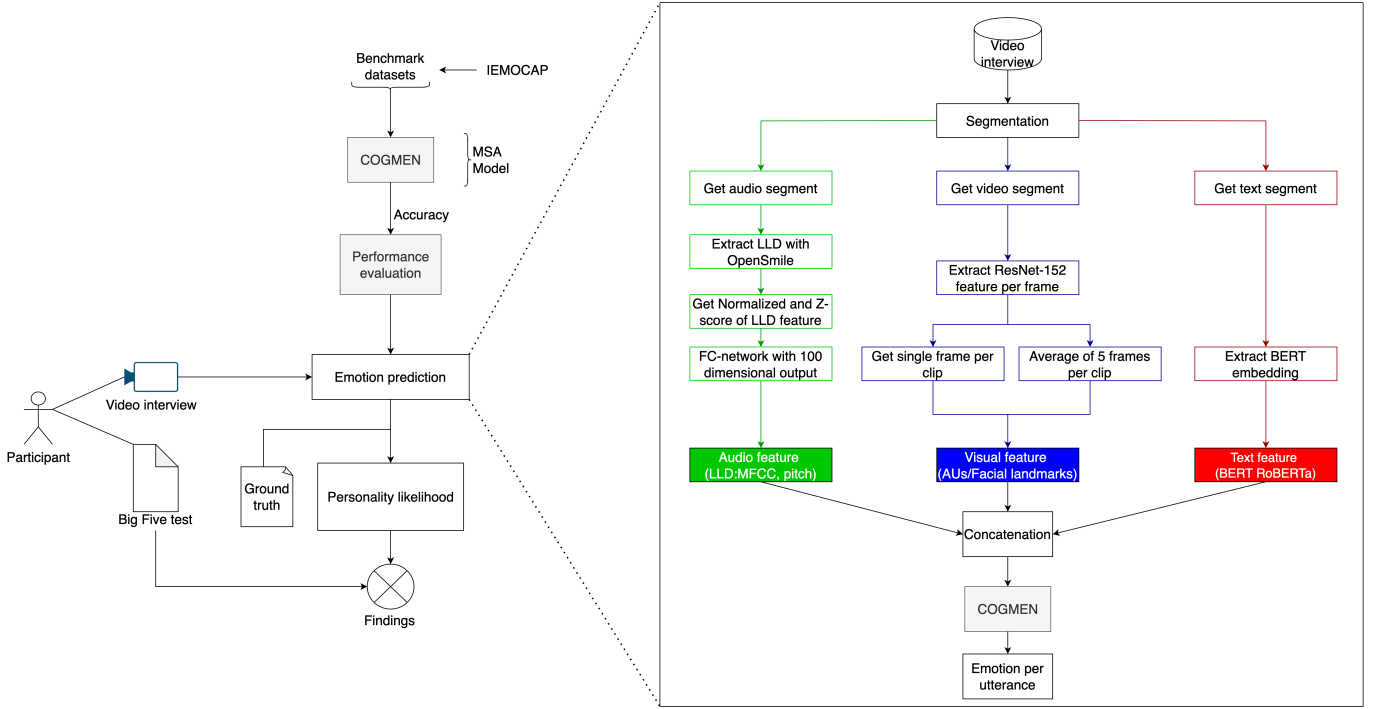 Benchmark
datasets
IEMOCAP
COGMEN
MSA
Model
Accuracy
Performance
evaluation
Emotion prediction
Video interview
Participant
Big Five test
Ground
truth
Personality likelihood
Findings
Video
interview
Segmentation
Get audio segment
Get video segment
Get text segment
Extract LLD with
OpenSmile
Extract ResNet-152
feature per frame
Get Normalized and Z-
score of LLD feature
FC-network with 100
dimensional output
Get single frame per
clip
Average of 5 frames
per clip
Extract BERT
embedding
Audio feature
(LLD:MFCC, pitch)
Visual feature
(AUs/Facial landmarks)
Text feature
(BERT RoBERTa)
Concatenation
COGMEN
Emotion per
utterance